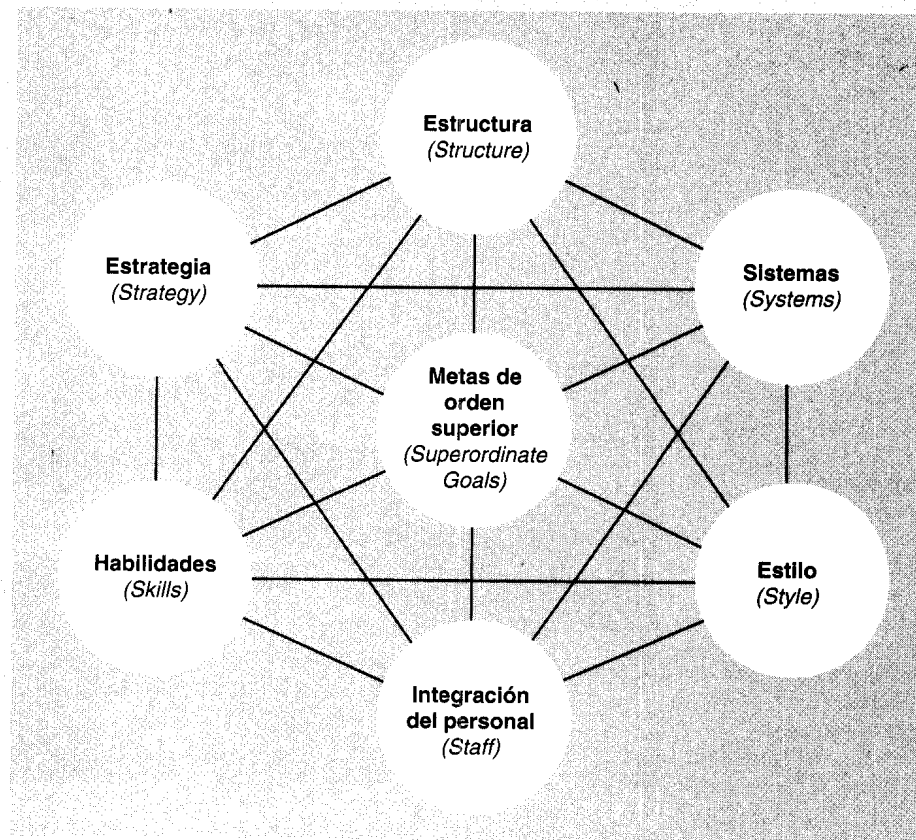 Estructura
(Structure)
Estrategia
(Strategy)
Sistemas
(Systems)
Metas de
orden
superior
(Superordinate
Goals)
Habilidades
(Skills)
Estilo
(Style)
Integración
del personal
(Staff)